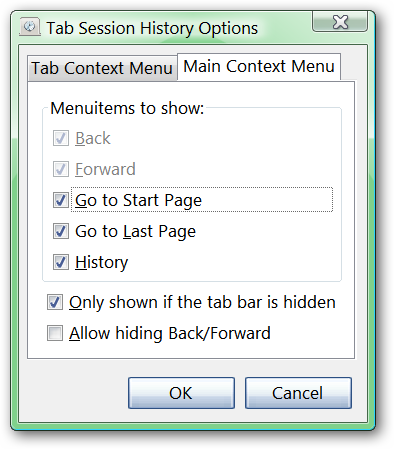 Tab Session History Options
Tab Context Menu Main Context Menu
Menuitems to show:
Back
Forward
Go to Start Page
Go to Last Page
History
Only shown if the tab bar is hidden
Allow hiding Back/Forward
OK Cancel